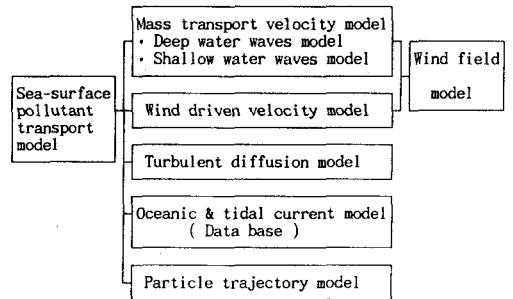 Sea-surface
pollutant
transport
model
Mass transport velocity model
· Deep water waves model
· Shallow water waves model
Wind driven velocity model
Turbulent diffusion model
Oceanic & tidal current model
( Data base )
Particle trajectory model
Wind field
model